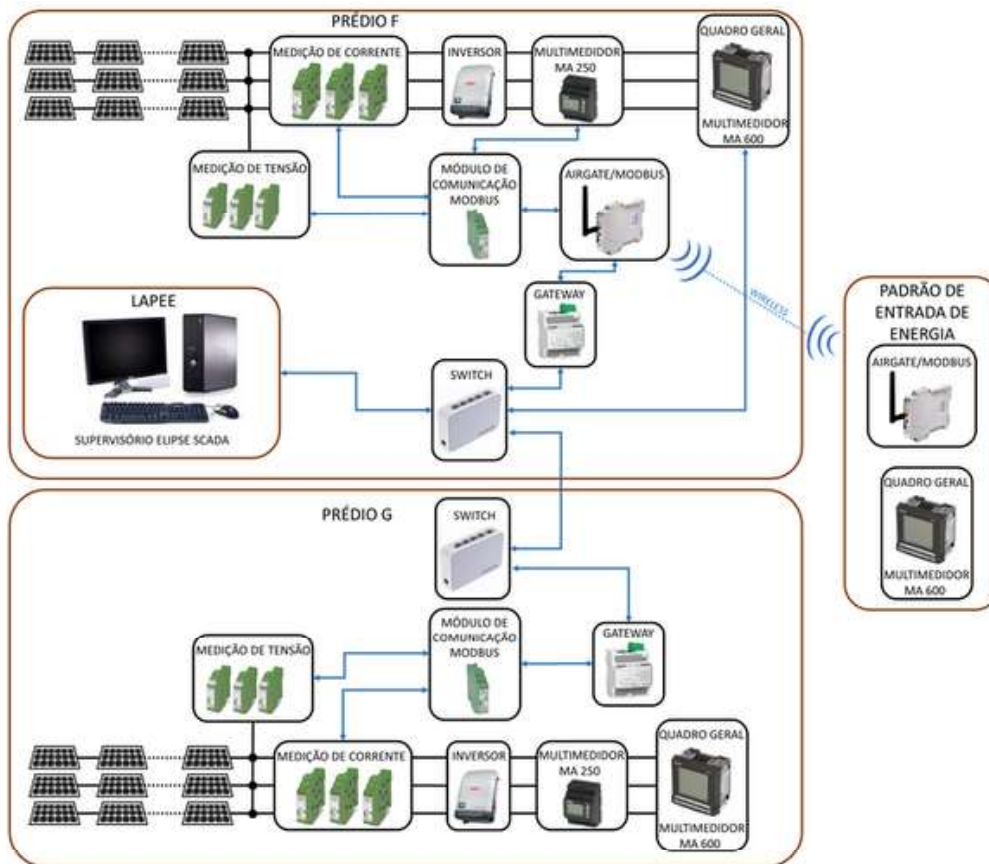 PRÉDIO F
MEDIÇÃO DE CORRENTE
INVERSOR
MULTIMEDIDOR
MA 250
QUADRO GERAL
MULTIMEDIDOR
MA 600
MEDIÇÃO DE TENSÃO
MÓDULO DE
COMUNICAÇÃO
MODBUS
AIRGATE/MODBUS
WIRELESS
GATEWAY
LAPEE
SUPERVISÓRIO ELIPSE SCADA
SWITCH
PADRÃO DE
ENTRADA DE
ENERGIA
AIRGATE/MODBUS
QUADRO GERAL
MULTIMEDIDOR
MA 600
PRÉDIO G
SWITCH
MÓDULO DE
COMUNICAÇÃO
MODBUS
GATEWAY
MEDIÇÃO DE TENSÃO
MEDIÇÃO DE CORRENTE
INVERSOR
MULTIMEDIDOR
MA 250
QUADRO GERAL
MULTIMEDIDOR
MA 600